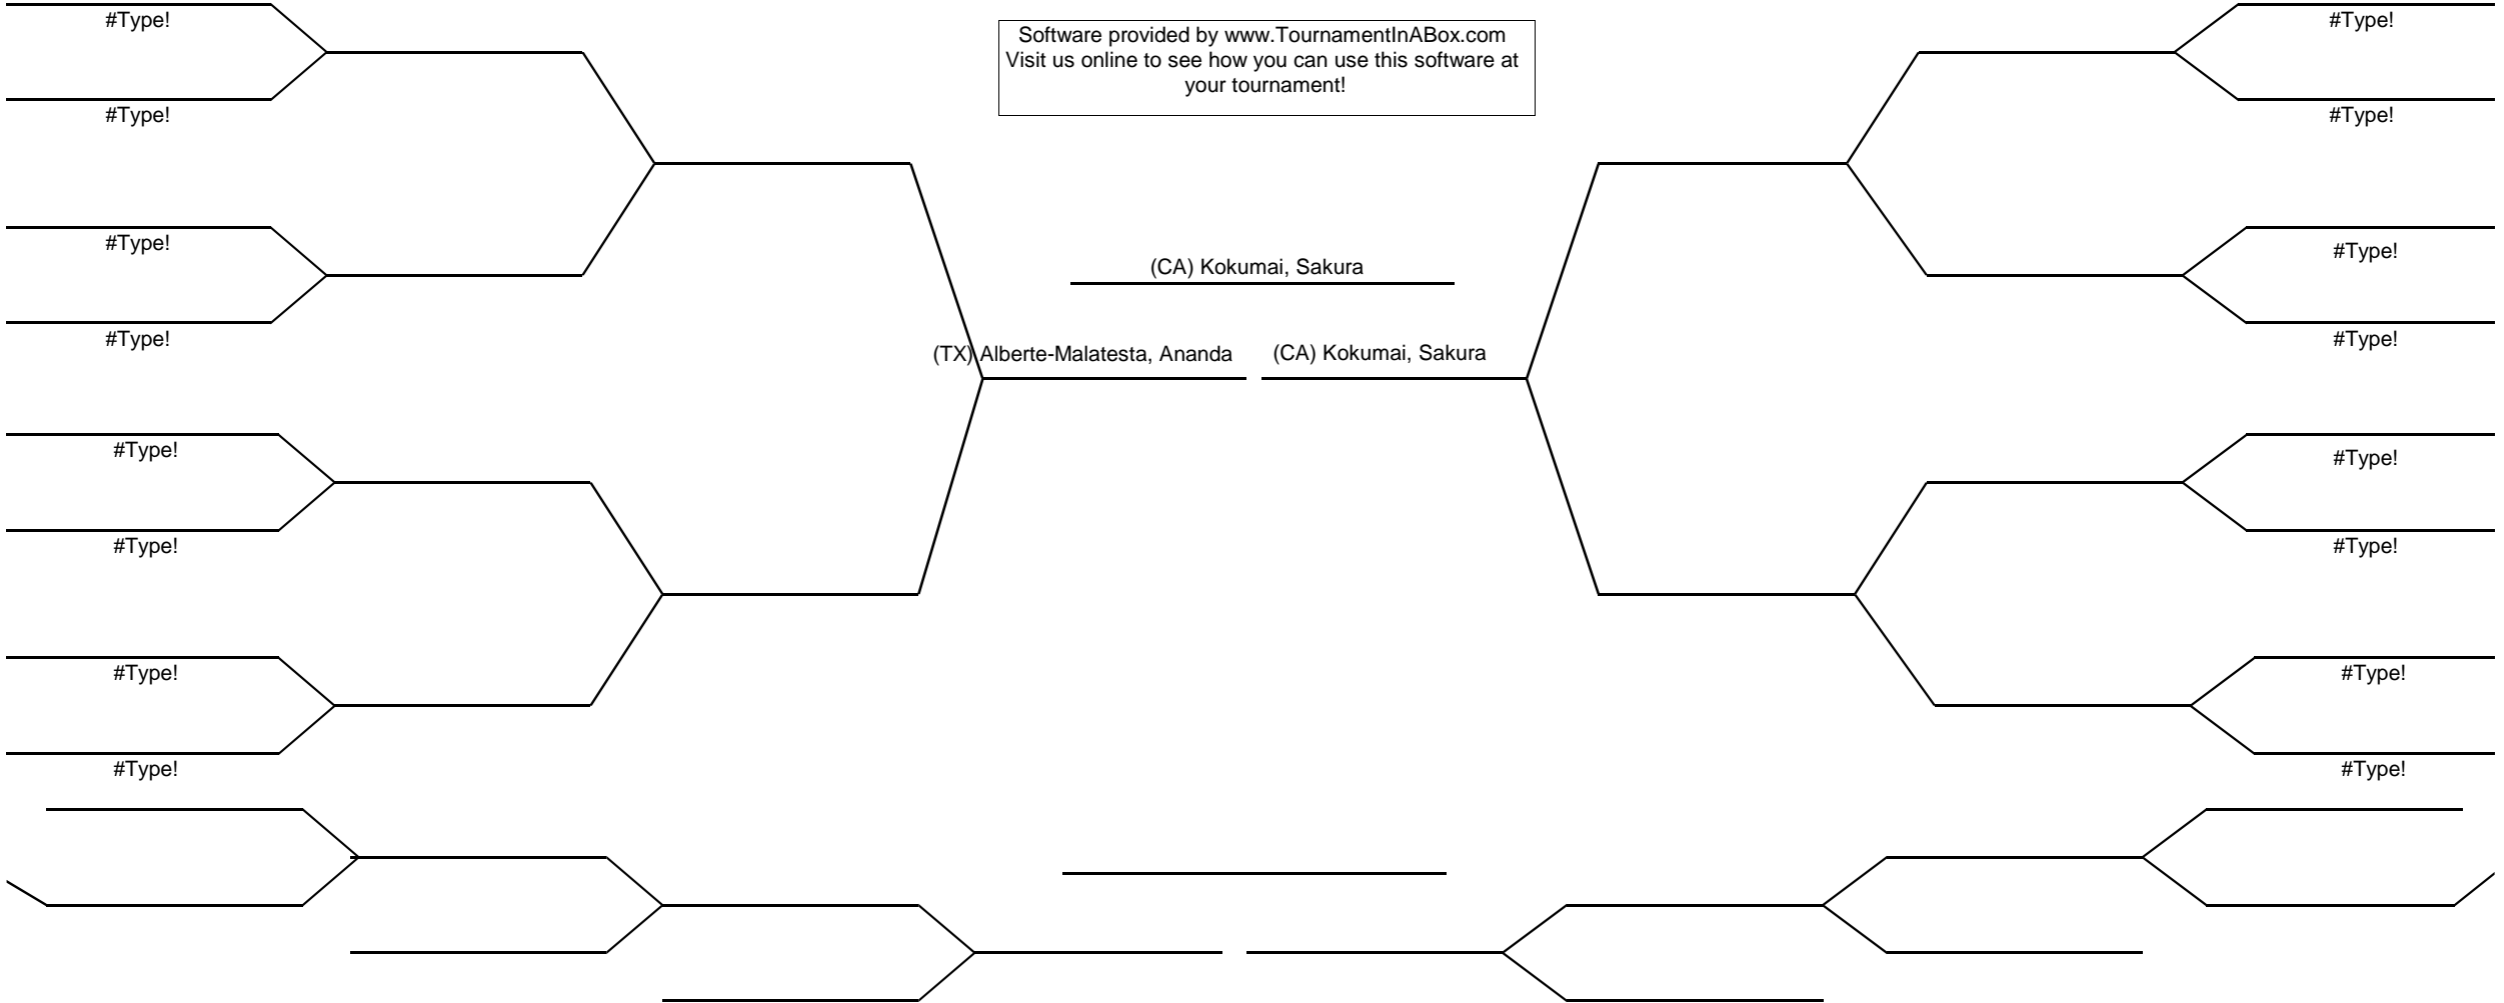 #Type!
#Type!
Software provided by www.TournamentInABox.com
Visit us online to see how you can use this software at
your tournament!
#Type!
#Type!
#Type!
#Type!
(CA) Kokumai, Sakura
#Type!
#Type!
(TX) Alberte-Malatesta, Ananda
(CA) Kokumai, Sakura
#Type!
#Type!
#Type!
#Type!
#Type!
#Type!
#Type!
#Type!